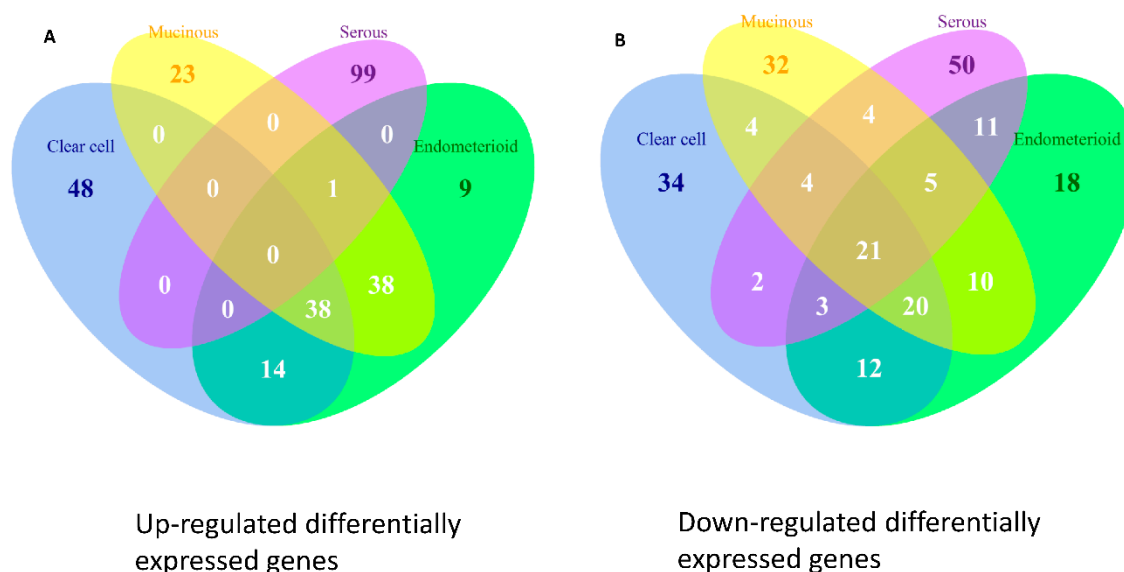 A
Mucinous
Serous
23
99
0
0
0
Clear cell
Endometerioid
48
0
1
9
0
0
38
0
38
14
Up-regulated differentially
expressed genes
B
Mucinous
Serous
32
50
4
4
11
Clear cell
Endometerioid
34
4
5
18
21
2
10
3
20
12
Down-regulated differentially
expressed genes